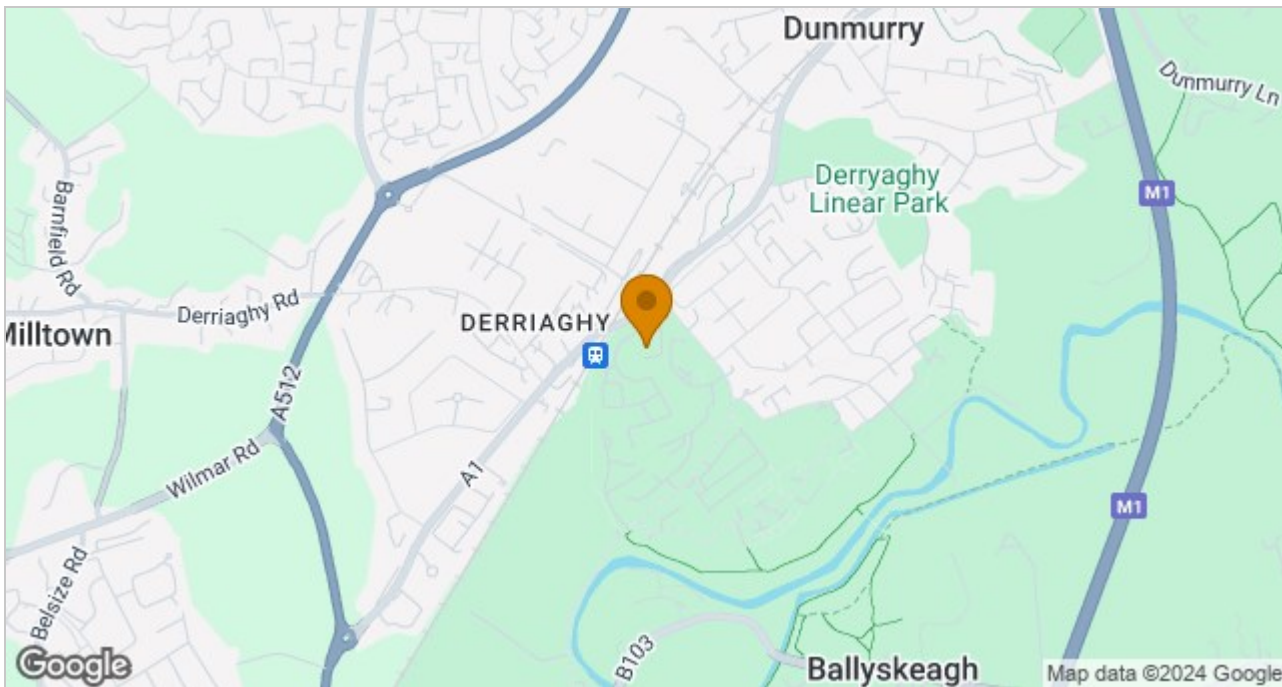 Dunmurry
Dunmurry Ln
Barnfield Rd
M1
Derryaghy
Linear Park
Derriaghy Rd
DERRIAGHY
Milltown
A512
Wilmar Rd
A1
M1
Belsize Rd
B103
Ballyskeagh
Google
Map data ©2024 Google